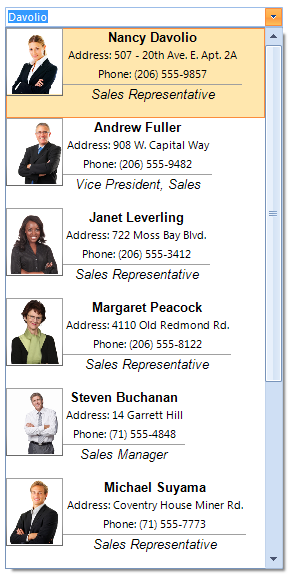 Davolio
Nancy Davolio
Address: 507 - 20th Ave. E. Apt. 2A
Phone: (206) 555-9857
Sales Representative
Andrew Fuller
Address: 908 W. Capital Way
Phone: (206) 555-9482
Vice President, Sales
Janet Leverling
Address: 722 Moss Bay Blvd.
Phone: (206) 555-3412
Sales Representative
Margaret Peacock
Address: 4110 Old Redmond Rd.
Phone: (206) 555-8122
Sales Representative
Steven Buchanan
Address: 14 Garrett Hill
Phone: (71) 555-4848
Sales Manager
Michael Suyama
Address: Coventry House Miner Rd.
Phone: (71) 555-7773
Sales Representative